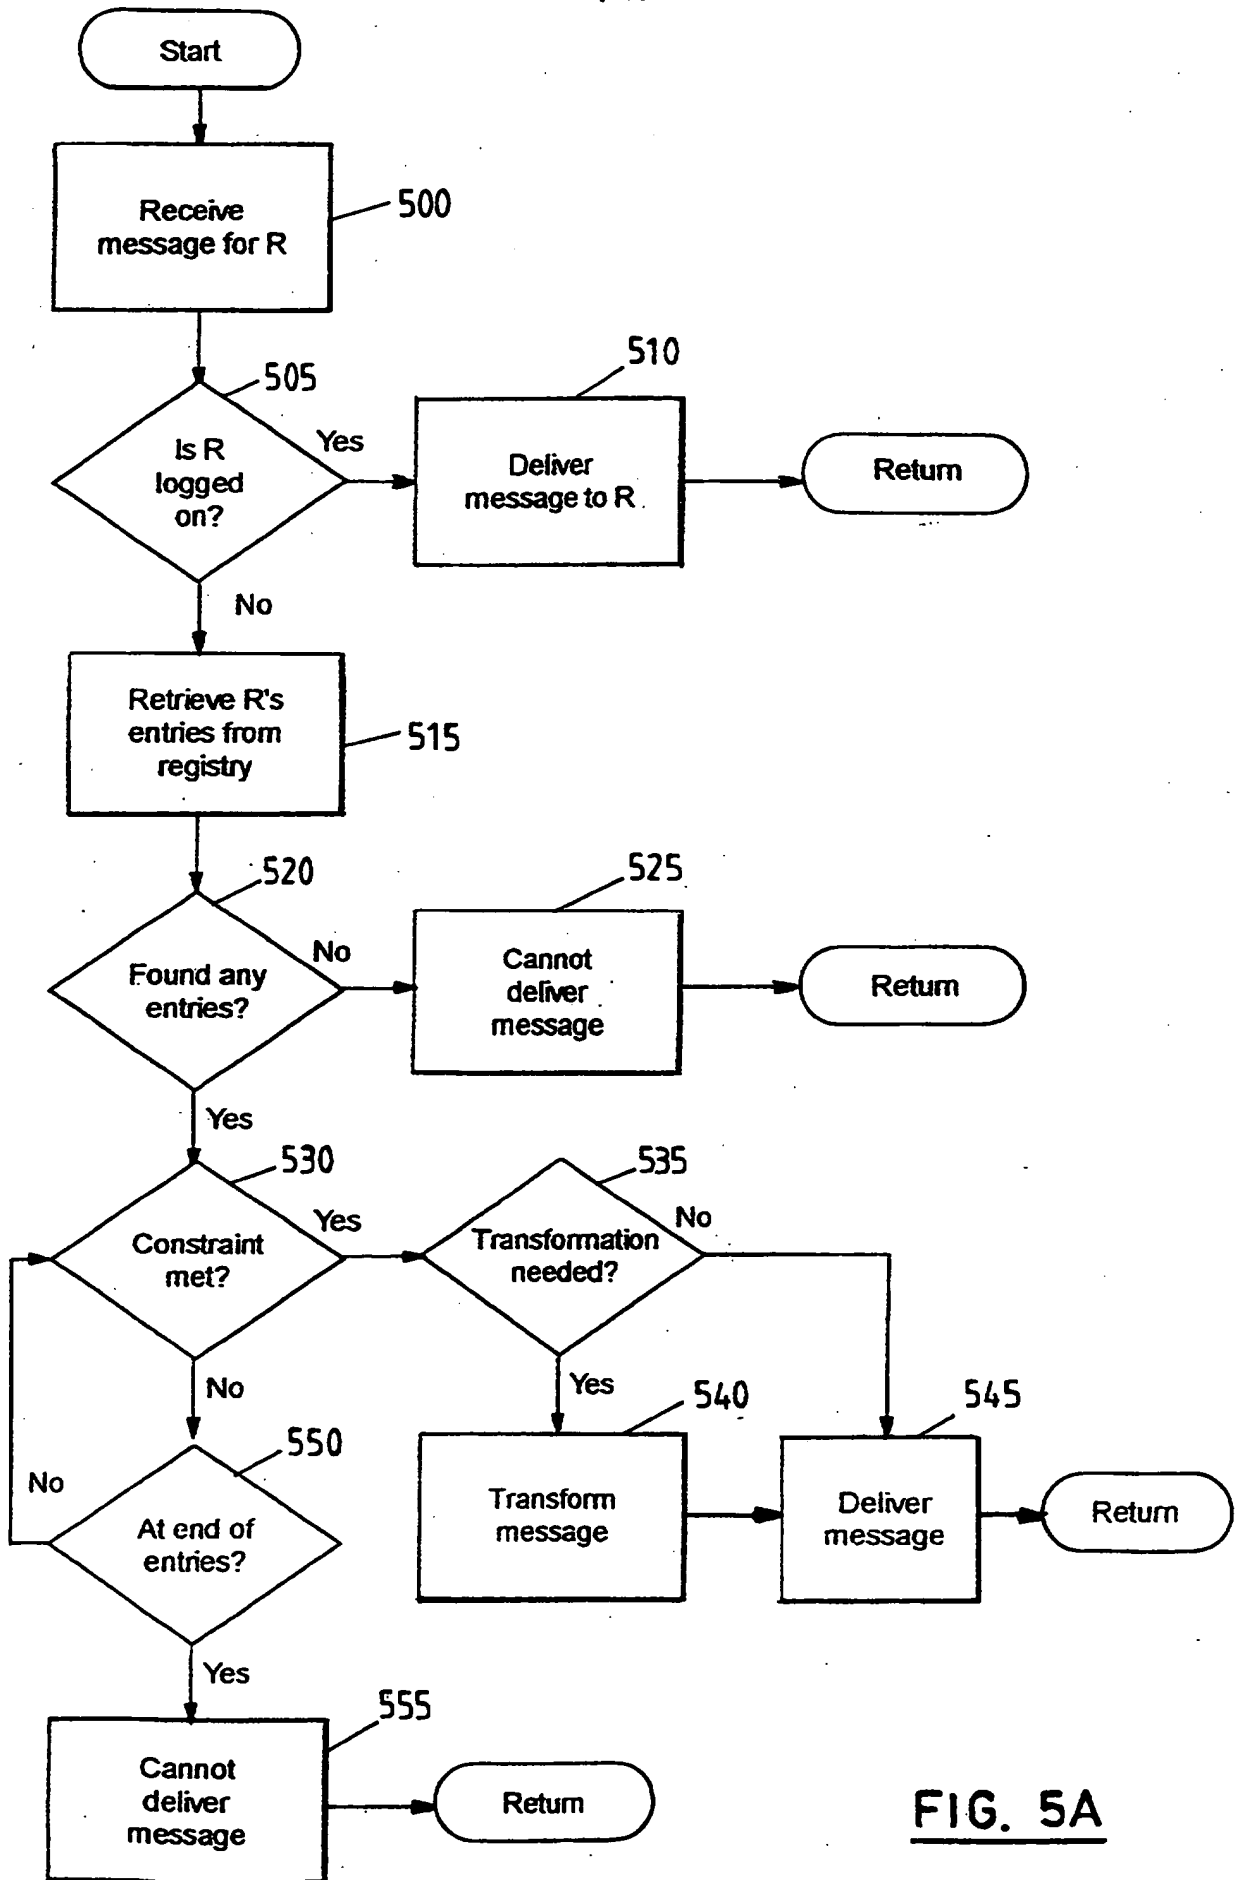 Start
Receive
message for R
500
505
Is R
logged
on?
Yes
510
Deliver
message to R
Return
No
Retrieve R's
entries from
registry
515
520
Found any
entries?
No
525
Cannot
deliver
message
Return
Yes
530
Constraint
met?
Yes
535
Transformation
needed?
No
No
Yes
540
Transform
message
545
Deliver
message
Return
550
At end of
entries?
No
Yes
555
Cannot
deliver
message
Return
FIG. 5A